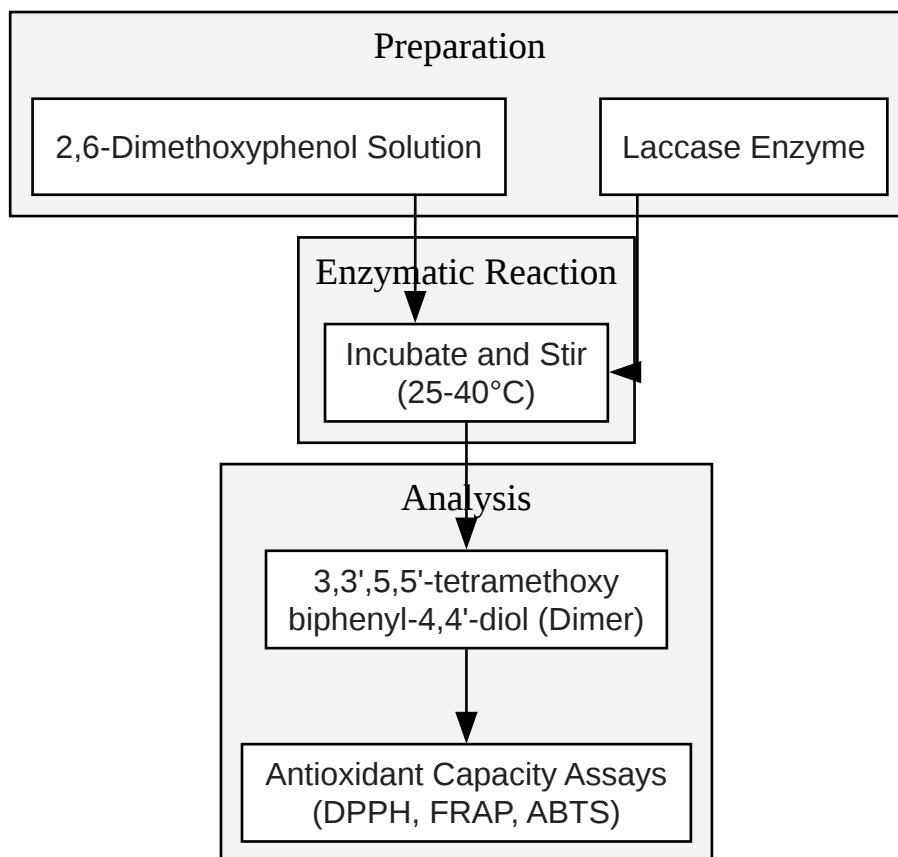 Preparation
2,6-Dimethoxyphenol Solution
Laccase Enzyme
Enzymatic Reaction
Incubate and Stir
(25-40°C)
Analysis
3,3',5,5'-tetramethoxy
biphenyl-4,4'-diol (Dimer)
Antioxidant Capacity Assays
(DPPH, FRAP, ABTS)